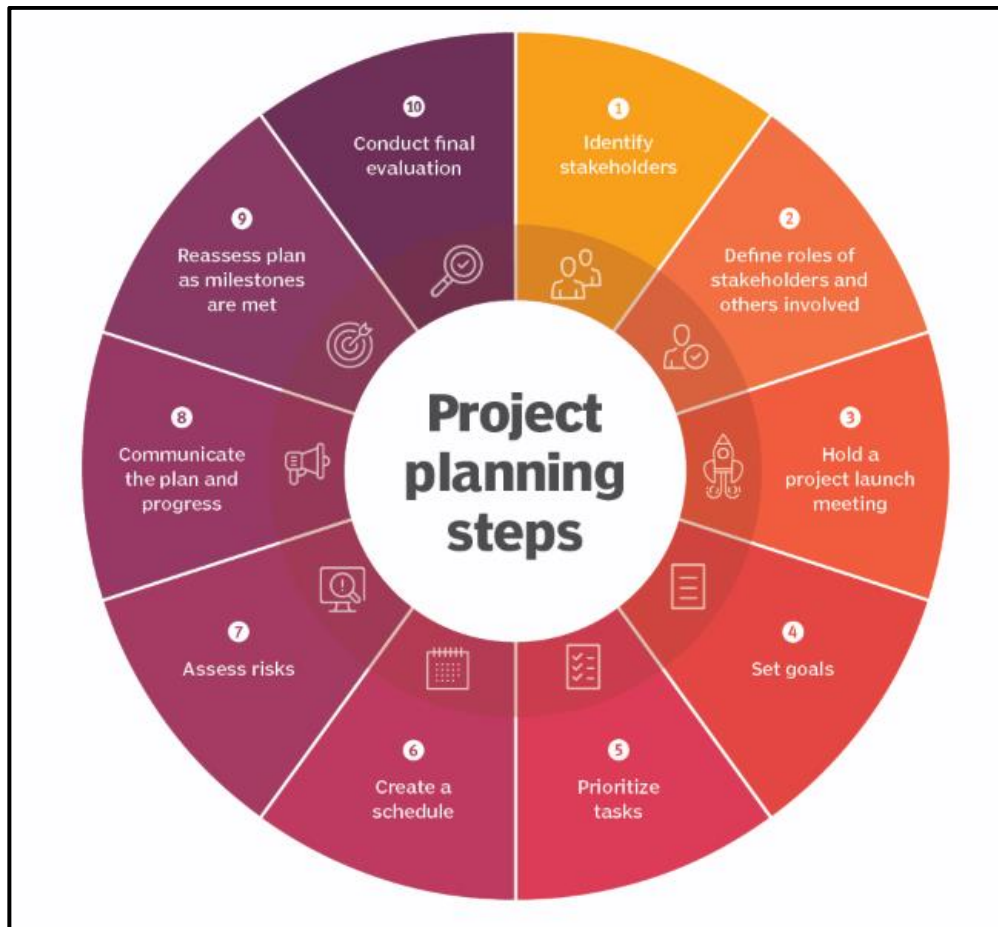 Project
planning
steps
1
Identify
stakeholders
2
Define roles of
stakeholders and
others involved
3
Hold a
project launch
meeting
4
Set goals
5
Prioritize
tasks
6
Create a
schedule
7
Assess risks
8
Communicate
the plan and
progress
9
Reassess plan
as milestones
are met
10
Conduct final
evaluation